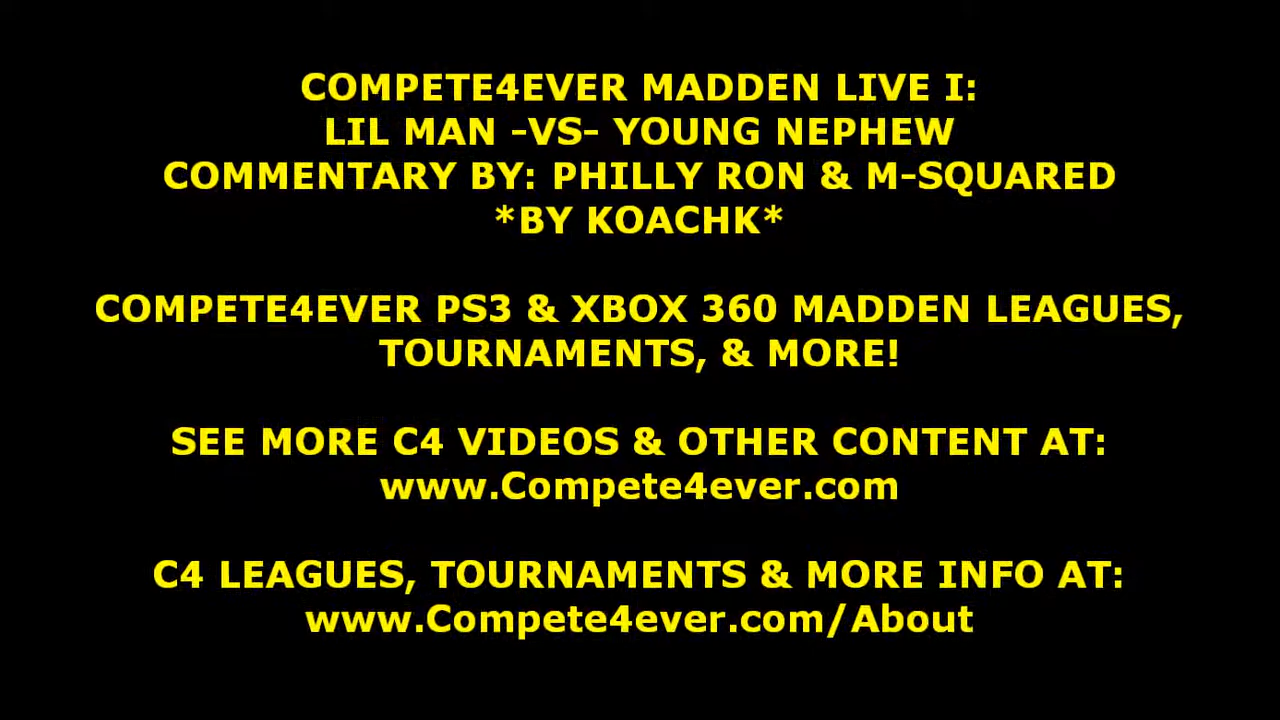 COMPETE4EVER MADDEN LIVE I:
LIL MAN -VS- YOUNG NEPHEW
COMMENTARY BY: PHILLY RON & M-SQUARED
*BY KOACHK*
COMPETE4EVER PS3 & XBOX 360 MADDEN LEAGUES,
TOURNAMENTS, & MORE!
SEE MORE C4 VIDEOS & OTHER CONTENT AT:
www.Compete4ever.com
C4 LEAGUES, TOURNAMENTS & MORE INFO AT:
www.Compete4ever.com/About